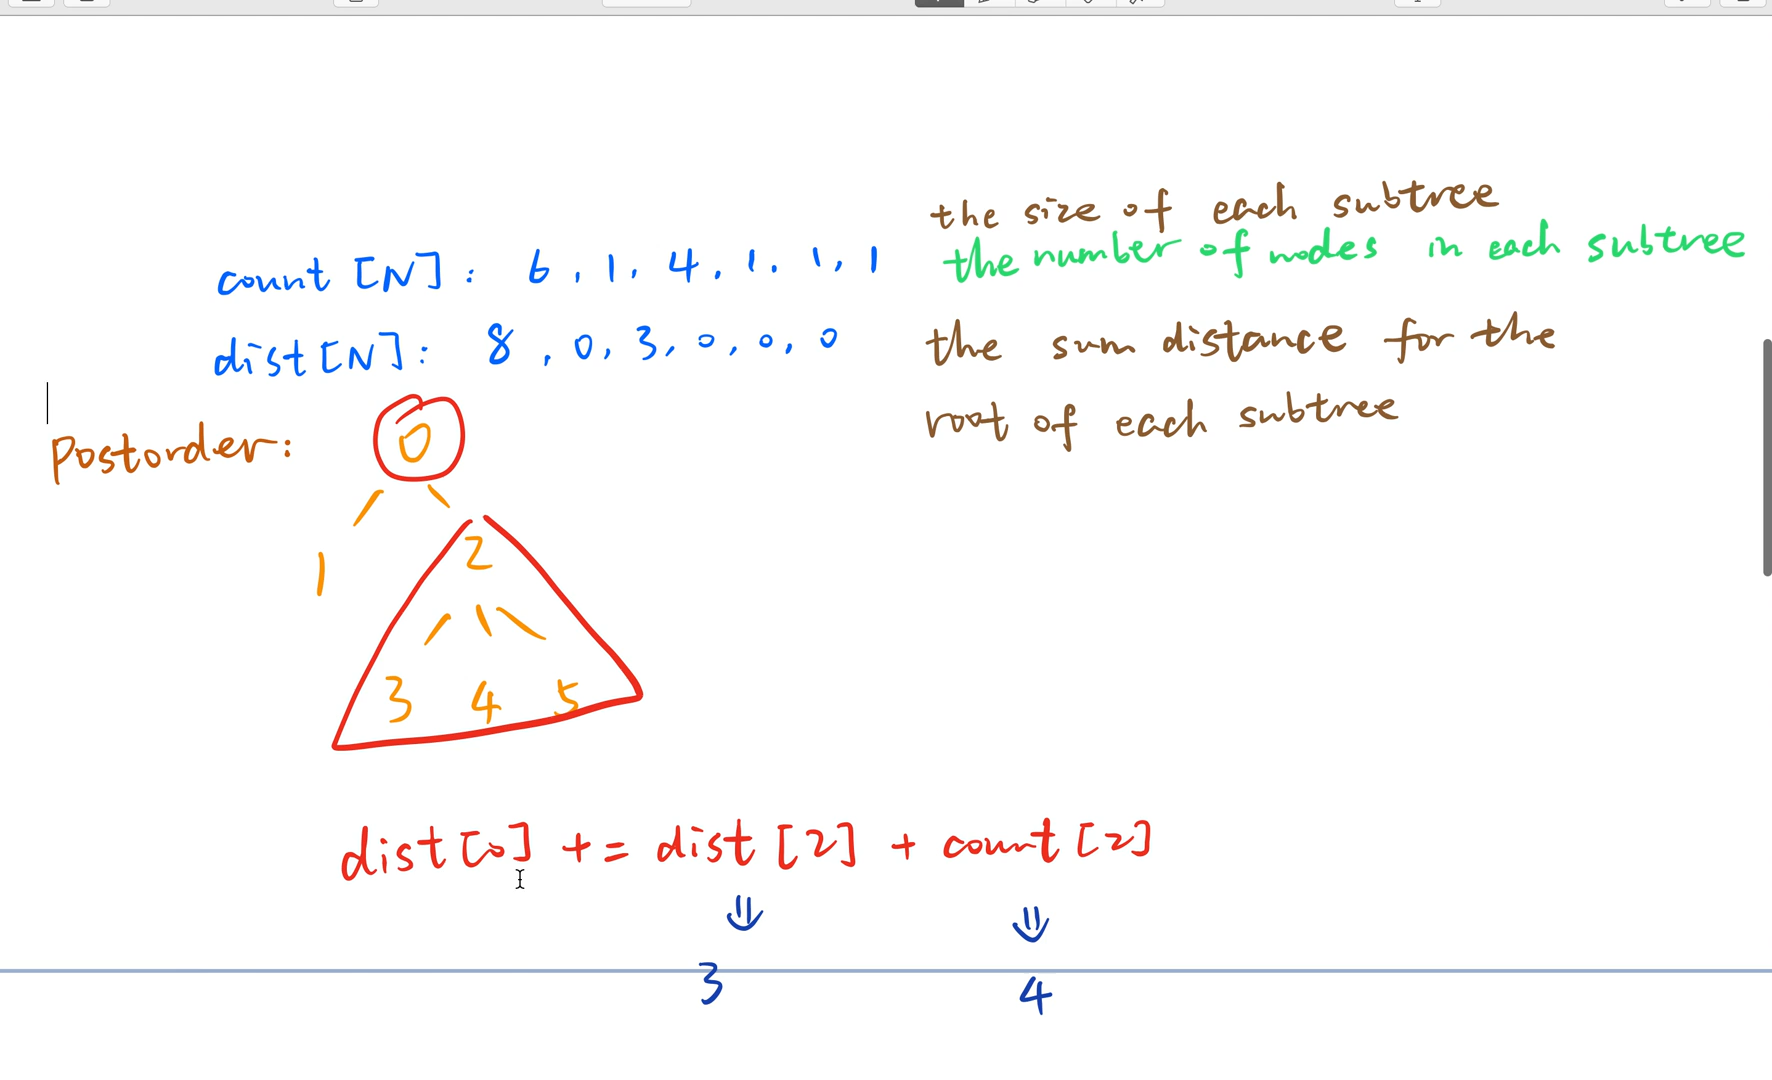 the size of each subtree
count [N] : 6 , 1 , 4 , 1 , 1 , 1 the number of nodes in each subtree
dist [N] : 8 , 0 , 3 , 0 , 0 , 0 the sum distance for the
root of each subtree
Postorder :
0
1 2
3 4 5
dist [0] += dist [2] + count [2]
⇓ ⇓
3 4